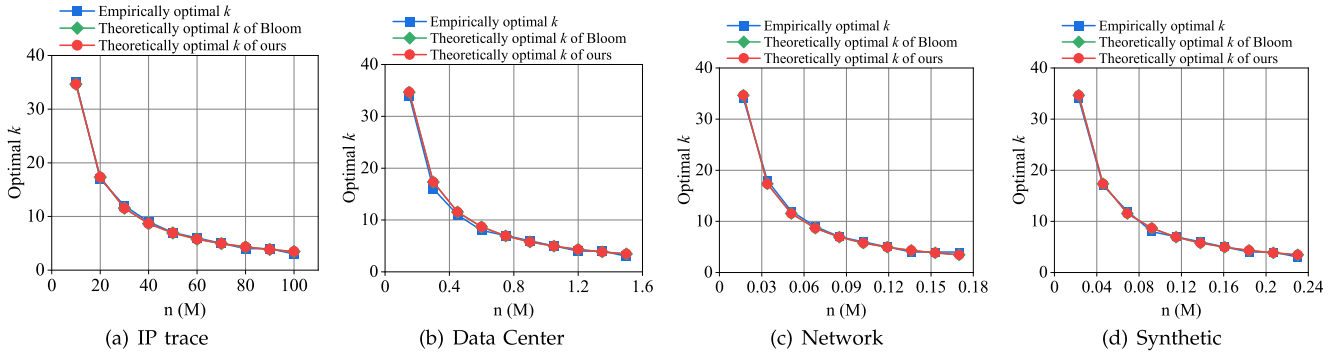 Empirically optimal k
Theoretically optimal k of Bloom
Theoretically optimal k of ours
Optimal k
40
30
20
10
0
0 20 40 60 80 100
n (M)
(a) IP trace
Empirically optimal k
Theoretically optimal k of Bloom
Theoretically optimal k of ours
Optimal k
40
30
20
10
0
0 0.4 0.8 1.2 1.6
n (M)
(b) Data Center
Empirically optimal k
Theoretically optimal k of Bloom
Theoretically optimal k of ours
Optimal k
40
30
20
10
0
0 0.03 0.06 0.09 0.12 0.15 0.18
n (M)
(c) Network
Empirically optimal k
Theoretically optimal k of Bloom
Theoretically optimal k of ours
Optimal k
40
30
20
10
0
0 0.04 0.08 0.12 0.16 0.2 0.24
n (M)
(d) Synthetic